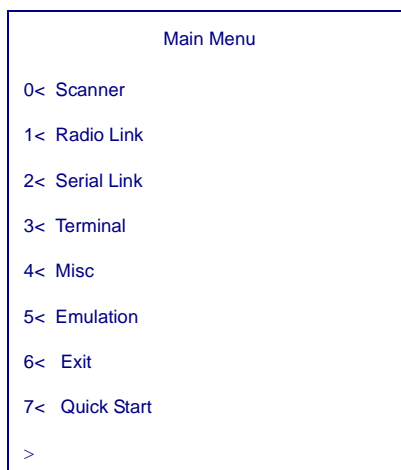 Main Menu
0< Scanner
1< Radio Link
2< Serial Link
3< Terminal
4< Misc
5< Emulation
6< Exit
7< Quick Start
>